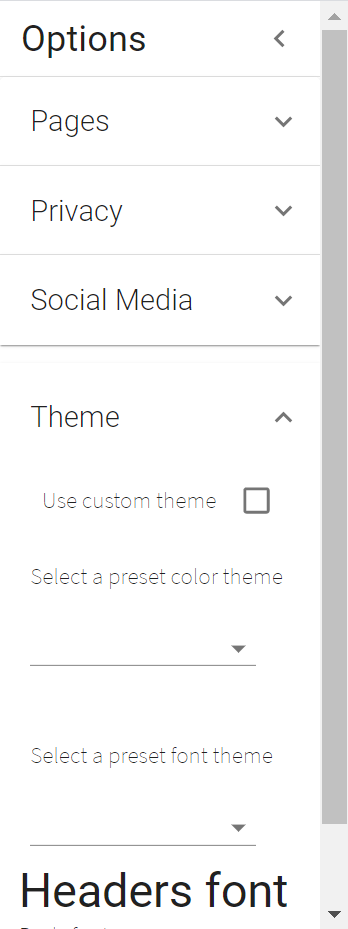 Options
Pages
Privacy
Social Media
Theme
Use custom theme
Select a preset color theme
Select a preset font theme
Headers font